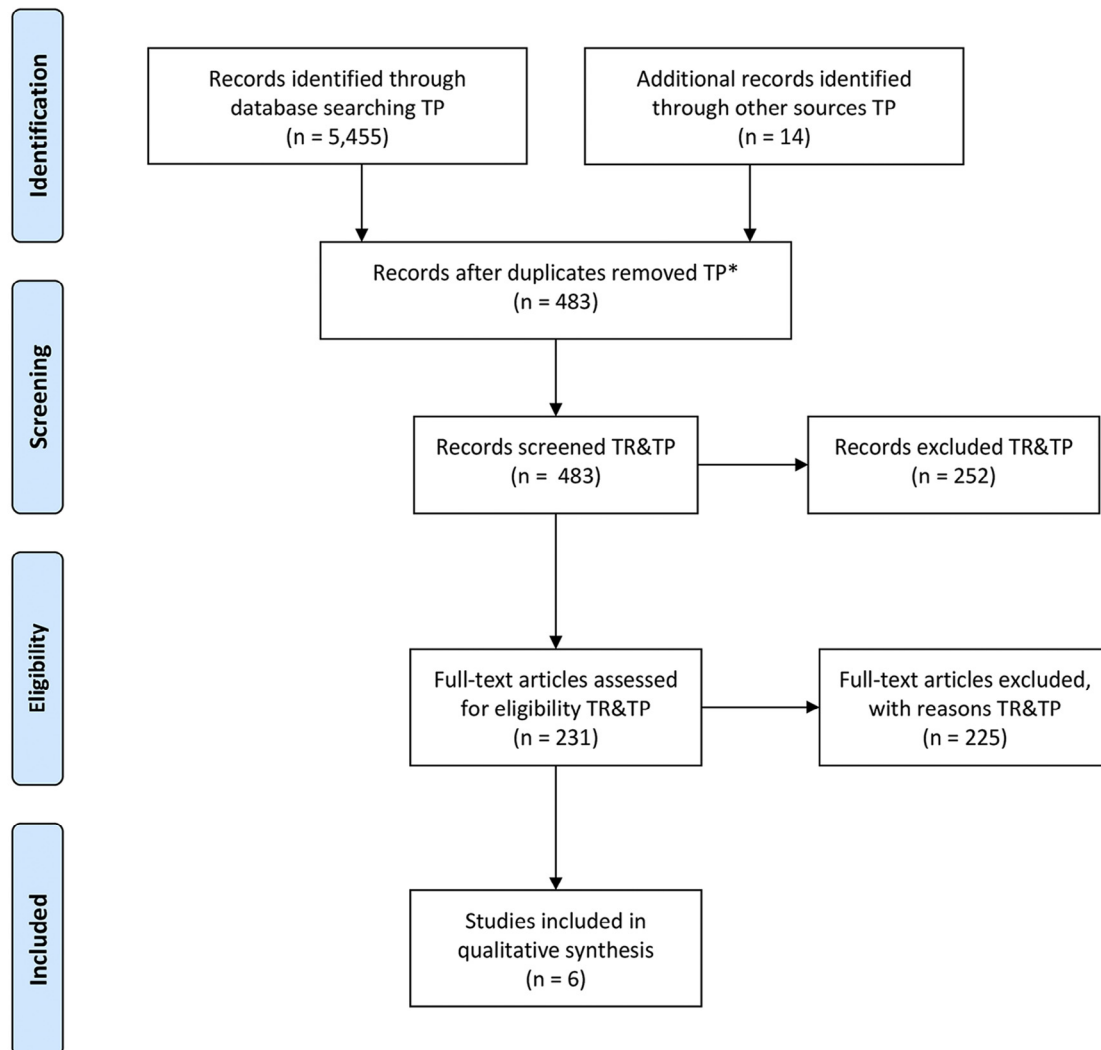 Identification
Records identified through
database searching TP
(n = 5,455)
Additional records identified
through other sources TP
(n = 14)
Records after duplicates removed TP*
(n = 483)
Screening
Records screened TR&TP
(n = 483)
Records excluded TR&TP
(n = 252)
Eligibility
Full-text articles assessed
for eligibility TR&TP
(n = 231)
Full-text articles excluded,
with reasons TR&TP
(n = 225)
Included
Studies included in
qualitative synthesis
(n = 6)